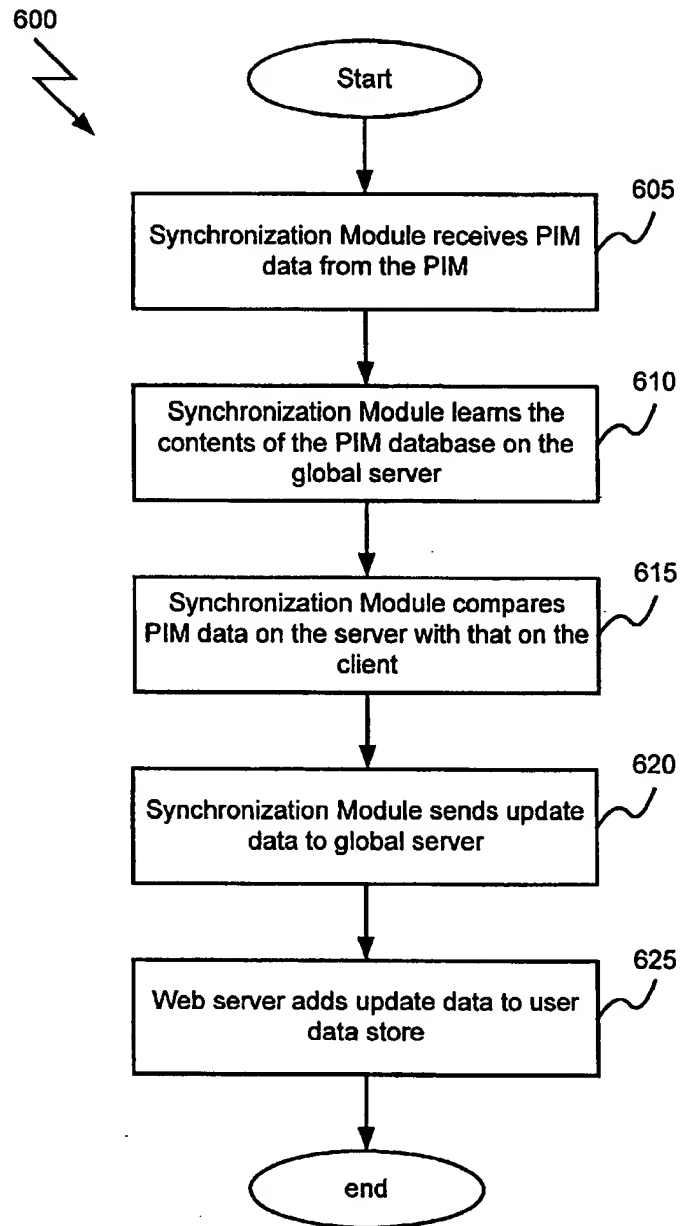 600
Start
605
Synchronization Module receives PIM
data from the PIM
610
Synchronization Module learns the
contents of the PIM database on the
global server
615
Synchronization Module compares
PIM data on the server with that on the
client
620
Synchronization Module sends update
data to global server
625
Web server adds update data to user
data store
end